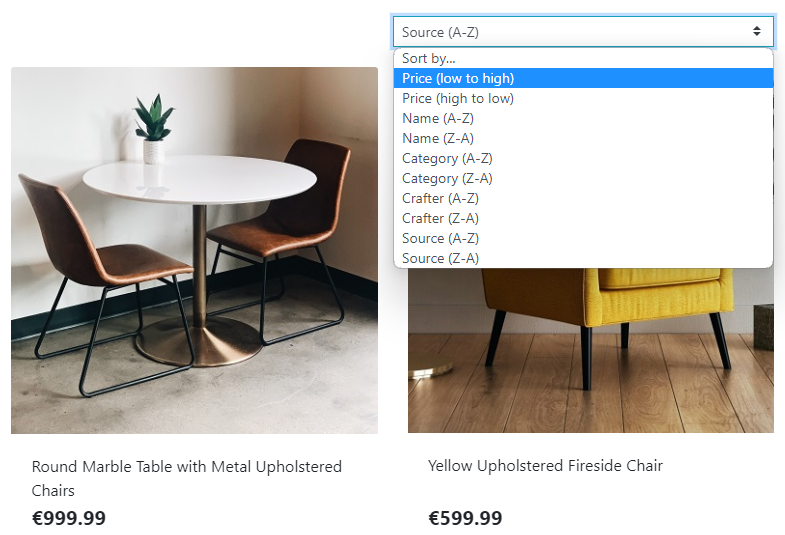 Source (A-Z)
Sort by...
Price (low to high)
Price (high to low)
Name (A-Z)
Name (Z-A)
Category (A-Z)
Category (Z-A)
Crafter (A-Z)
Crafter (Z-A)
Source (A-Z)
Source (Z-A)
Round Marble Table with Metal Upholstered
Chairs
€999.99
Yellow Upholstered Fireside Chair
€599.99